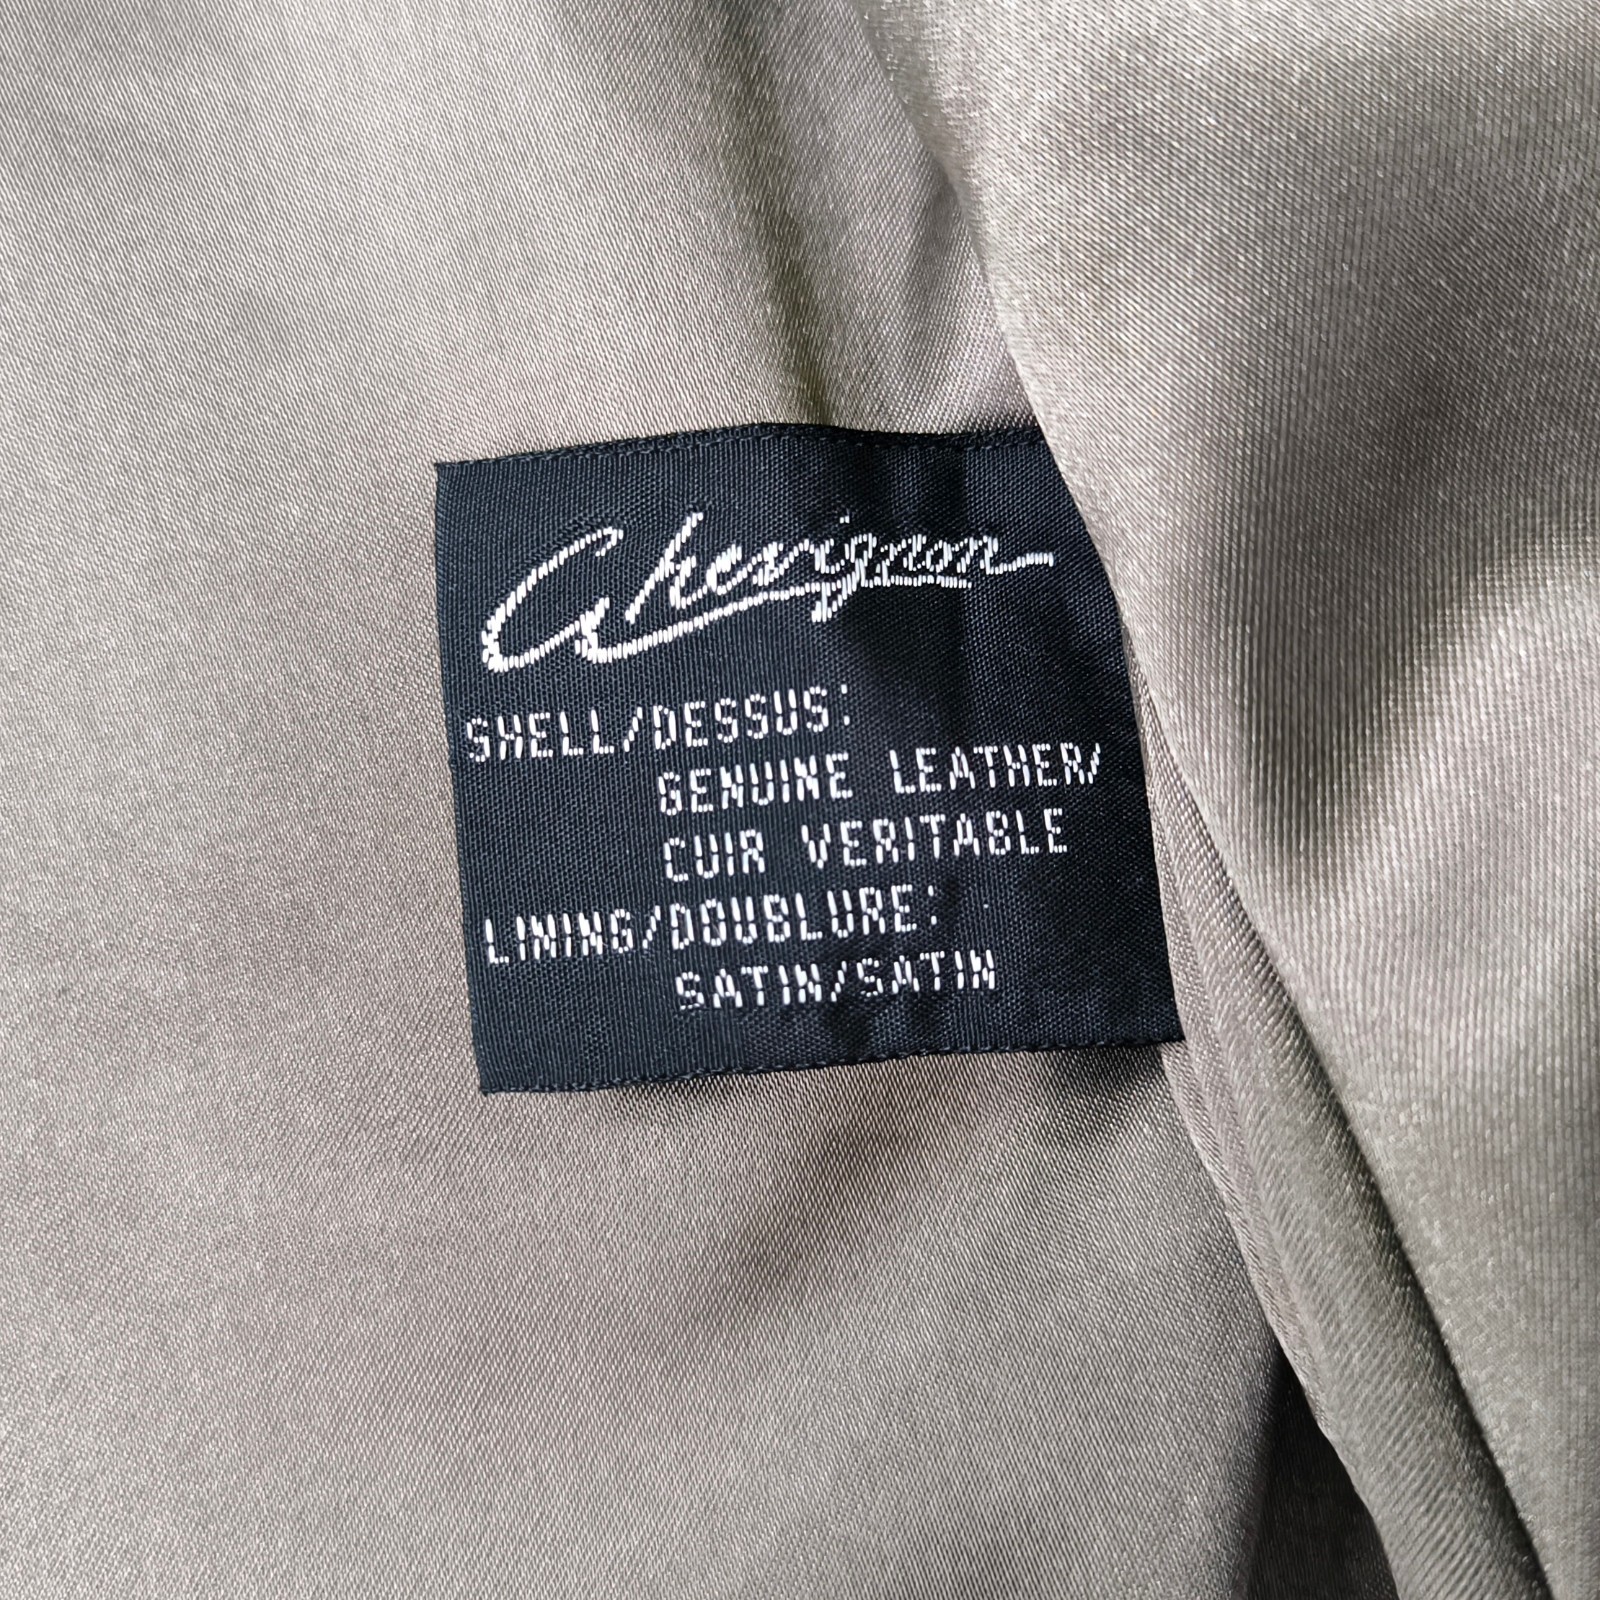 Chevignon
SHELL/DESSUS:
GENUINE LEATHER/
CUIR VERITABLE
LINING/DOUBLURE:
SATIN/SATIN